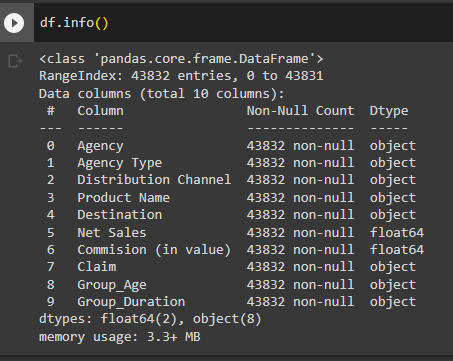 df.info()
<class 'pandas.core.frame.DataFrame'>
RangeIndex: 43832 entries, 0 to 43831
Data columns (total 10 columns):
 #   Column                 Non-Null Count  Dtype
---  ------                 --------------  -----
 0   Agency                 43832 non-null  object
 1   Agency Type            43832 non-null  object
 2   Distribution Channel   43832 non-null  object
 3   Product Name           43832 non-null  object
 4   Destination            43832 non-null  object
 5   Net Sales              43832 non-null  float64
 6   Commision (in value)   43832 non-null  float64
 7   Claim                  43832 non-null  object
 8   Group_Age              43832 non-null  object
 9   Group_Duration         43832 non-null  object
dtypes: float64(2), object(8)
memory usage: 3.3+ MB